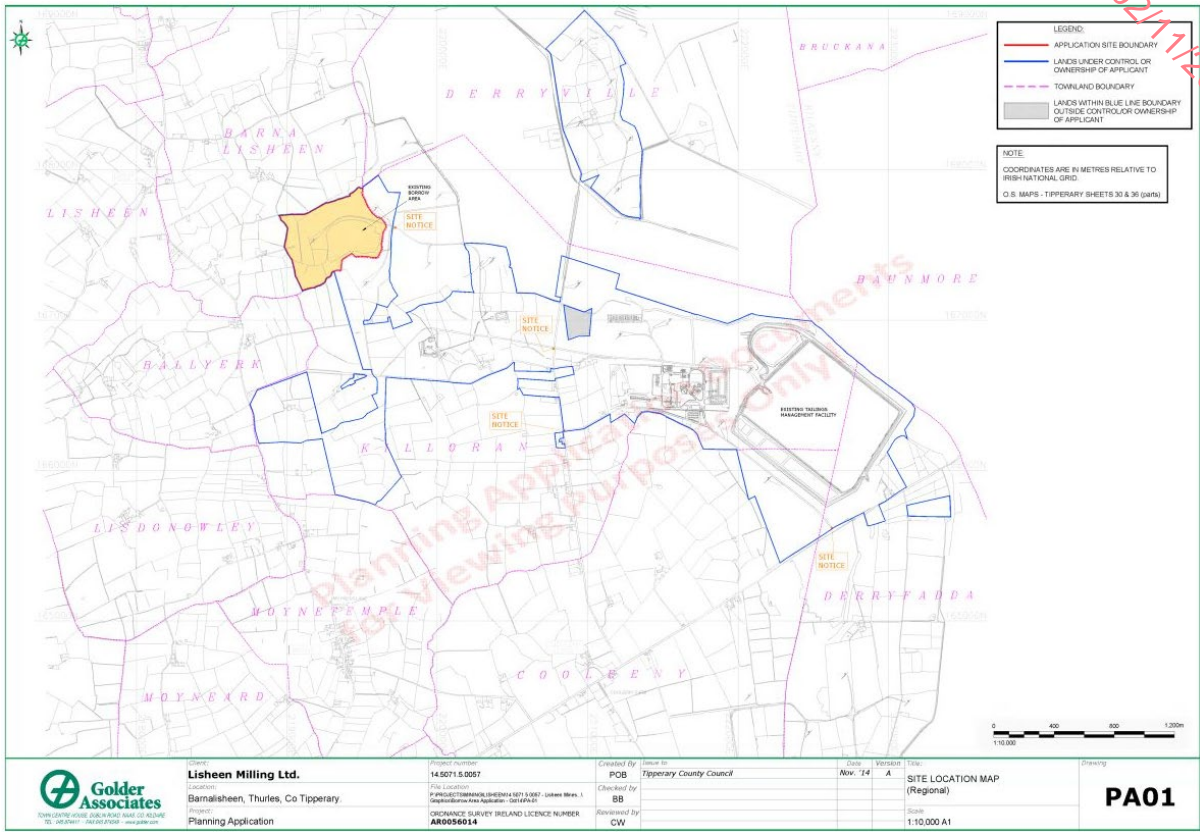 N
BRUCKANA
DERRYVILLE
BARNA
LISHEEN
LISHEEN
EXISTING
BORROW
AREA
SITE
NOTICE
BAUNMORE
SITE
NOTICE
BALLYERK
EXISTING TAILINGS
MANAGEMENT FACILITY
SITE
NOTICE
KILLORAN
LISDONOWLEY
SITE
NOTICE
DERRYFADDA
MOYNETEMPLE
COOLEENY
MOYNEARD
Planning Application Documents
for Viewing Purposes Only!
LEGEND:
APPLICATION SITE BOUNDARY
LANDS UNDER CONTROL OR
OWNERSHIP OF APPLICANT
TOWNLAND BOUNDARY
LANDS WITHIN BLUE LINE BOUNDARY
OUTSIDE CONTROL/OR OWNERSHIP
OF APPLICANT
NOTE:
COORDINATES ARE IN METRES RELATIVE TO
IRISH NATIONAL GRID.
O.S. MAPS - TIPPERARY SHEETS 30 & 36 (parts)
0 400 800 1,200m
1:10,000
Golder
Associates
Client:
Lisheen Milling Ltd.
Location:
Barnalisheen, Thurles, Co Tipperary.
Project:
Planning Application
Project number
14.5071.5.0057
File Location
ORDNANCE SURVEY IRELAND LICENCE NUMBER
AR0056014
Created By
POB
Checked by
BB
Reviewed by
CW
Issue to
Tipperary County Council
Date
Nov. '14
Version
A
Title:
SITE LOCATION MAP
(Regional)
Scale
1:10,000 A1
Drawing
PA01